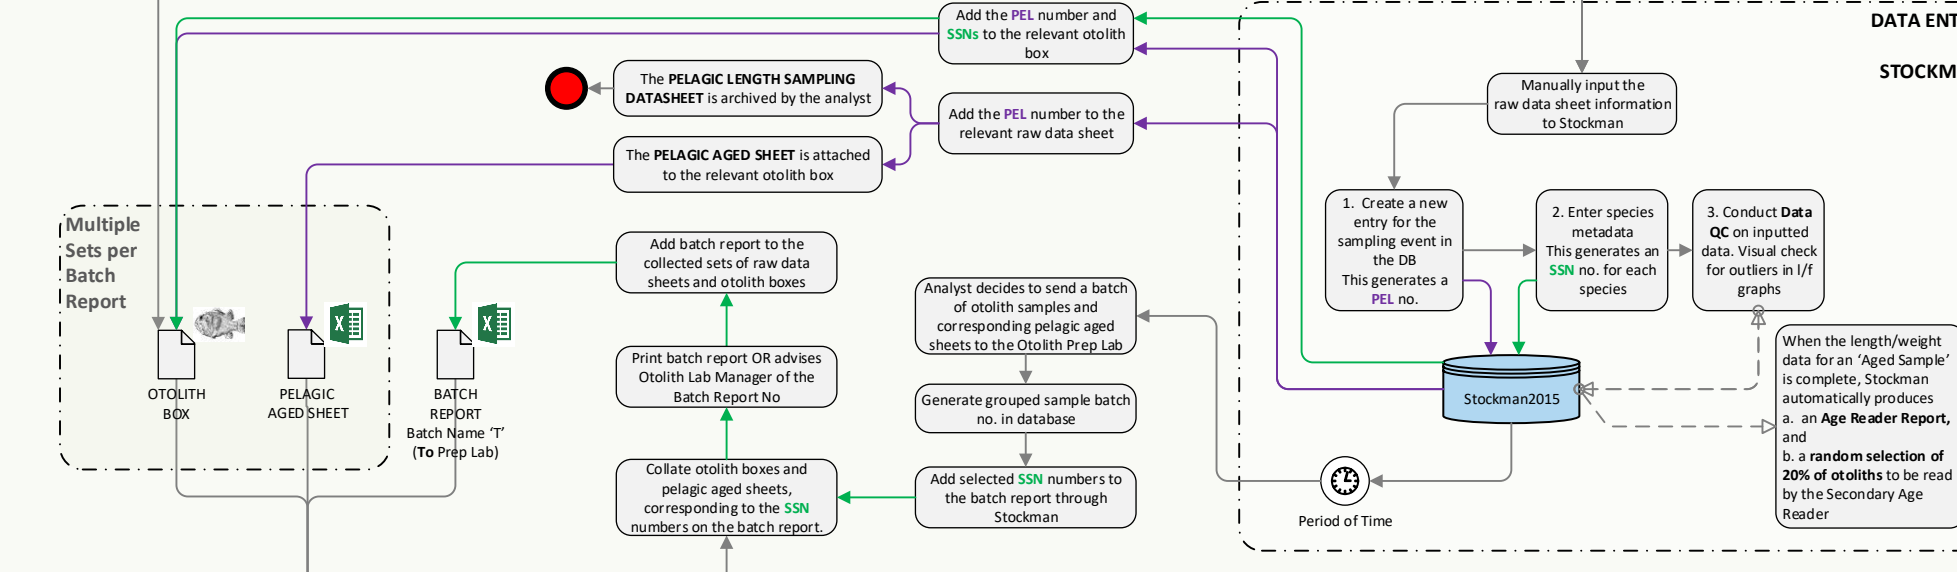 Add the PEL number and
SSNs to the relevant otolith
box
DATA ENT
STOCKM
The PELAGIC LENGTH SAMPLING
DATASHEET is archived by the analyst
Add the PEL number to the
relevant raw data sheet
Manually input the
raw data sheet information
to Stockman
The PELAGIC AGED SHEET is attached
to the relevant otolith box
1. Create a new
entry for the
sampling event in
the DB
This generates a
PEL no.
2. Enter species
metadata
This generates an
SSN no. for each
species
3. Conduct Data
QC on inputted
data. Visual check
for outliers in l/f
graphs
Multiple
Sets per
Batch
Report
Add batch report to the
collected sets of raw data
sheets and otolith boxes
Analyst decides to send a batch
of otolith samples and
corresponding pelagic aged
sheets to the Otolith Prep Lab
When the length/weight
data for an ‘Aged Sample’
is complete, Stockman
automatically produces
a. an Age Reader Report,
and
b. a random selection of
20% of otoliths to be read
by the Secondary Age
Reader
Print batch report OR advises
Otolith Lab Manager of the
Batch Report No
Generate grouped sample batch
no. in database
Stockman2015
OTOLITH
BOX
PELAGIC
AGED SHEET
BATCH
REPORT
Batch Name ‘T’
(To Prep Lab)
X
X
Collate otolith boxes and
pelagic aged sheets,
corresponding to the SSN
numbers on the batch report.
Add selected SSN numbers to
the batch report through
Stockman
Period of Time